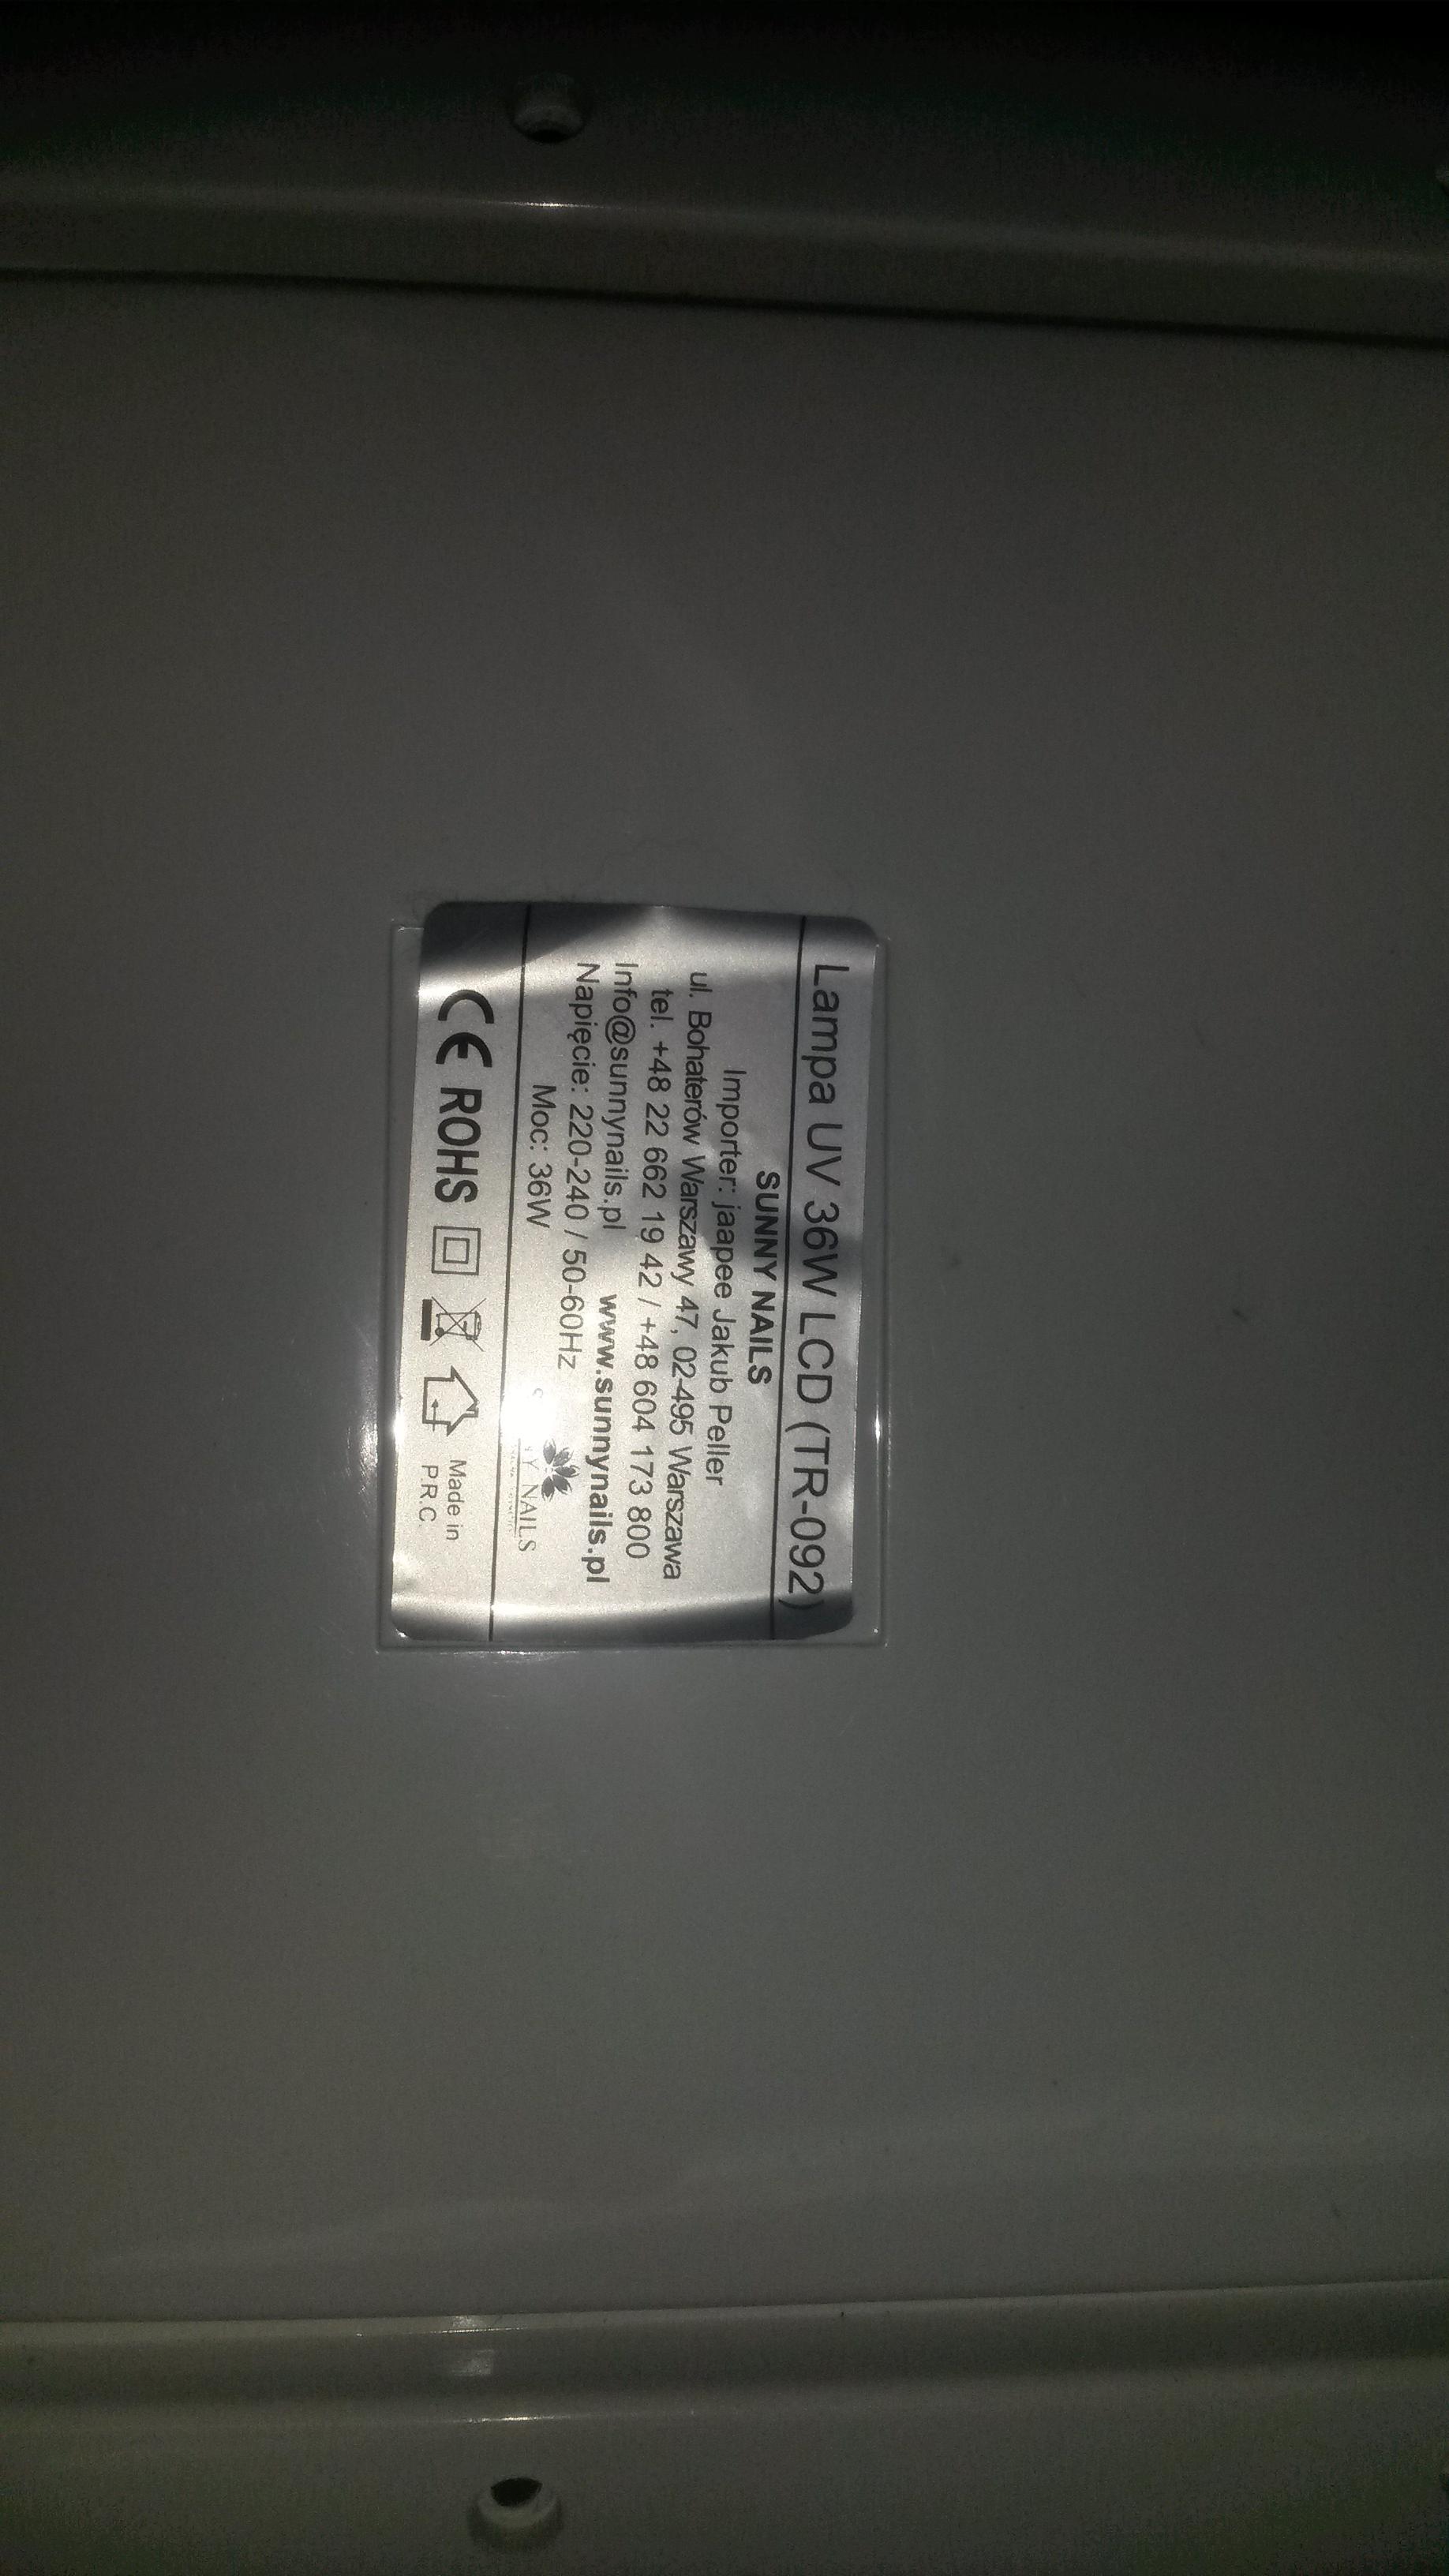 Lampa UV 36W LCD (TR-092)
SUNNY NAILS
Importer: jaapee Jakub Peller
ul. Bohaterów Warszawy 47, 02-495 Warszawa
tel. +48 22 662 19 42 / +48 604 173 800
Info@sunnynails.pl www.sunnynails.pl
Napięcie: 220-240 / 50-60Hz
Moc: 36W
NAILS
CE ROHS
Made in
P.R.C.